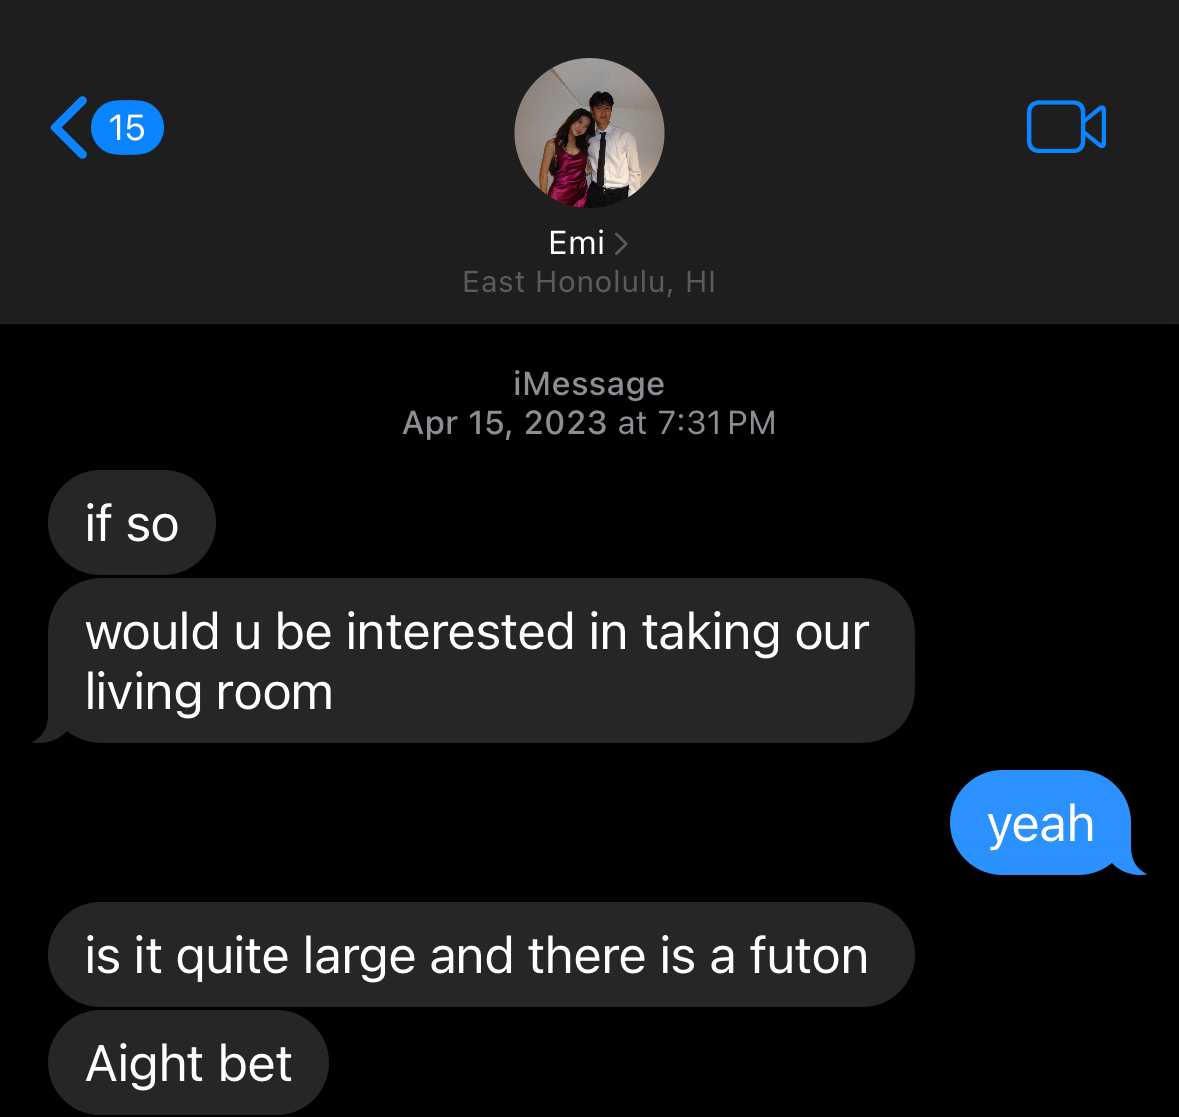 15
Emi
East Honolulu, HI
iMessage
Apr 15, 2023 at 7:31 PM
if so
would u be interested in taking our
living room
yeah
is it quite large and there is a futon
Aight bet